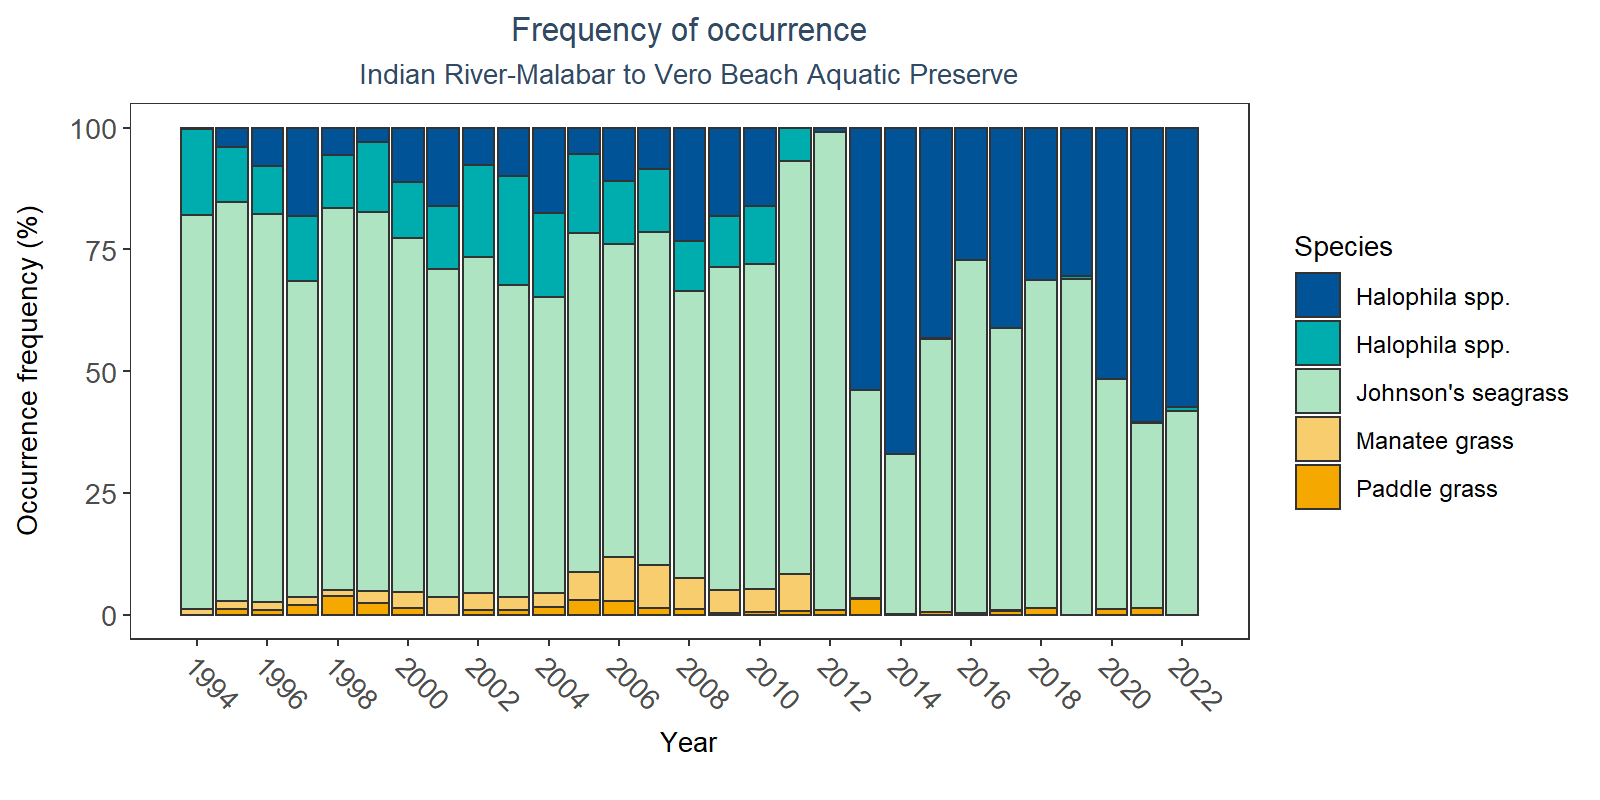 Frequency of occurrence
Indian River-Malabar to Vero Beach Aquatic Preserve
Occurrence frequency (%)
100
75
50
25
0
1994
1996
1998
2000
2002
2004
2006
2008
2010
2012
2014
2016
2018
2020
2022
Year
Species
Halophila spp.
Halophila spp.
Johnson's seagrass
Manatee grass
Paddle grass